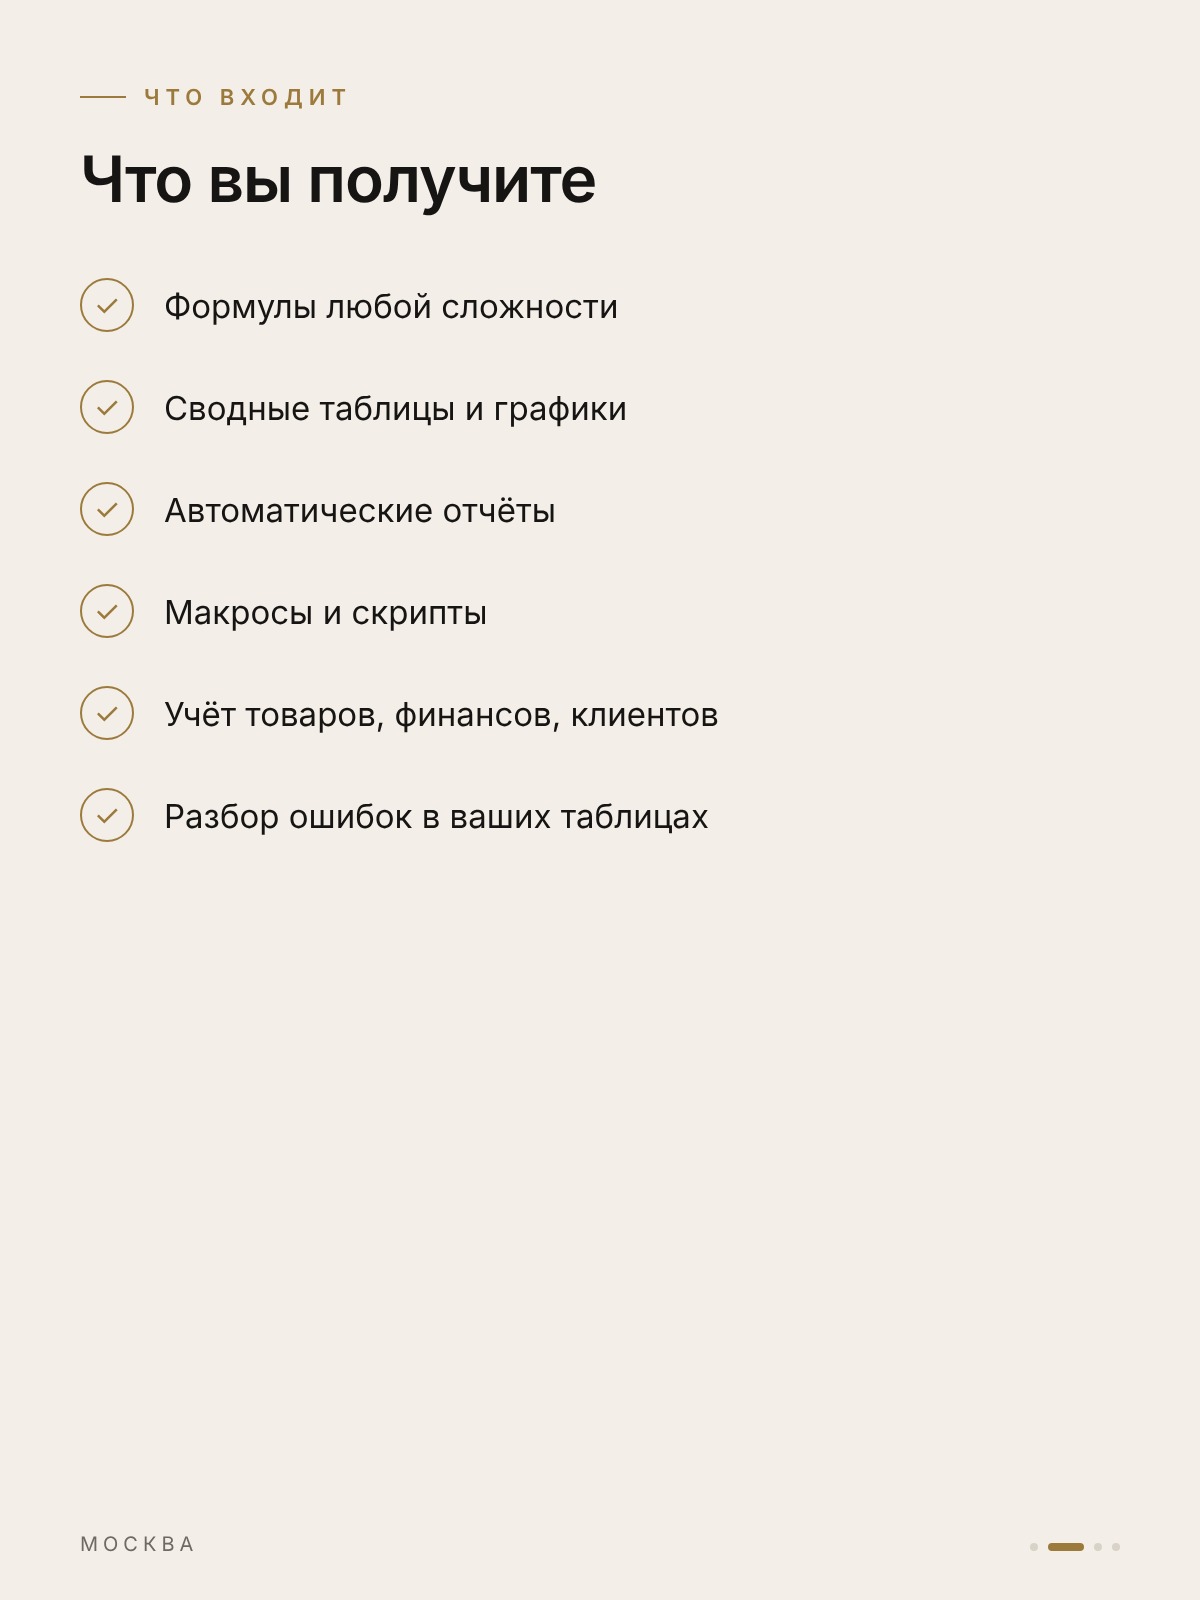 ЧТО ВХОДИТ
Что вы получите
Формулы любой сложности
Сводные таблицы и графики
Автоматические отчёты
Макросы и скрипты
Учёт товаров, финансов, клиентов
Разбор ошибок в ваших таблицах
МОСКВА